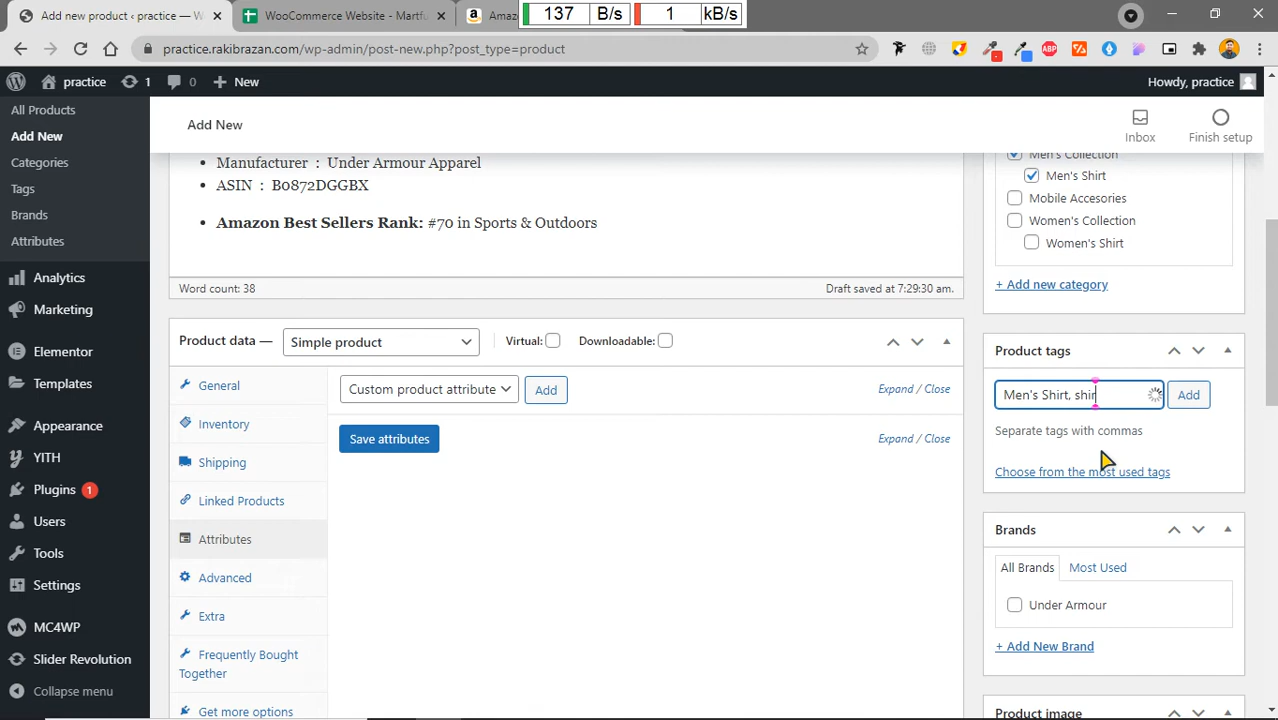 Add new product ‹ practice — W
WooCommerce Website - Martfu
Amaz
137 B/s 1 kB/s
practice.rakibrazan.com/wp-admin/post-new.php?post_type=product
ABP
practice 1 New
Howdy, practice
All Products
Add New
Categories
Tags
Brands
Attributes
Analytics
Marketing
Elementor
Templates
Appearance
YITH
Plugins 1
Users
Tools
Settings
MC4WP
Slider Revolution
Collapse menu
Add New
Inbox
Finish setup
Manufacturer : Under Armour Apparel
ASIN : B0872DGGBX
Amazon Best Sellers Rank: #70 in Sports & Outdoors
Word count: 38
Draft saved at 7:29:30 am.
Product data — Simple product Virtual: Downloadable:
General
Inventory
Shipping
Linked Products
Attributes
Advanced
Extra
Frequently Bought
Together
Get more options
Custom product attribute Add Expand / Close
Save attributes Expand / Close
Men's Collection
Men's Shirt
Mobile Accesories
Women's Collection
Women's Shirt
+ Add new category
Product tags
Men's Shirt, shir Add
Separate tags with commas
Choose from the most used tags
Brands
All Brands Most Used
Under Armour
+ Add New Brand
Product image